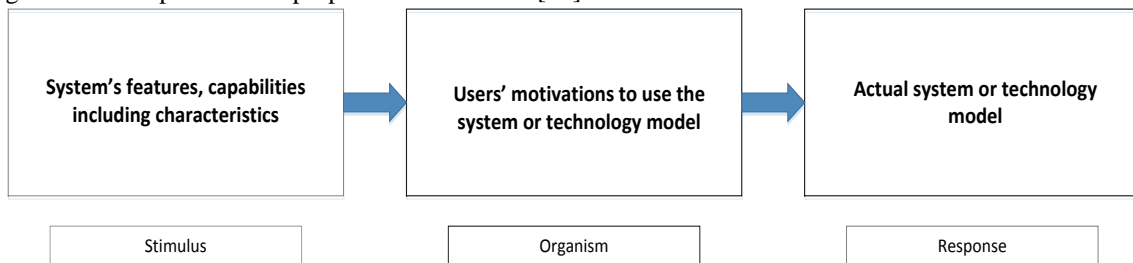 System’s features, capabilities
including characteristics
Users’ motivations to use the
system or technology model
Actual system or technology
model
Stimulus
Organism
Response